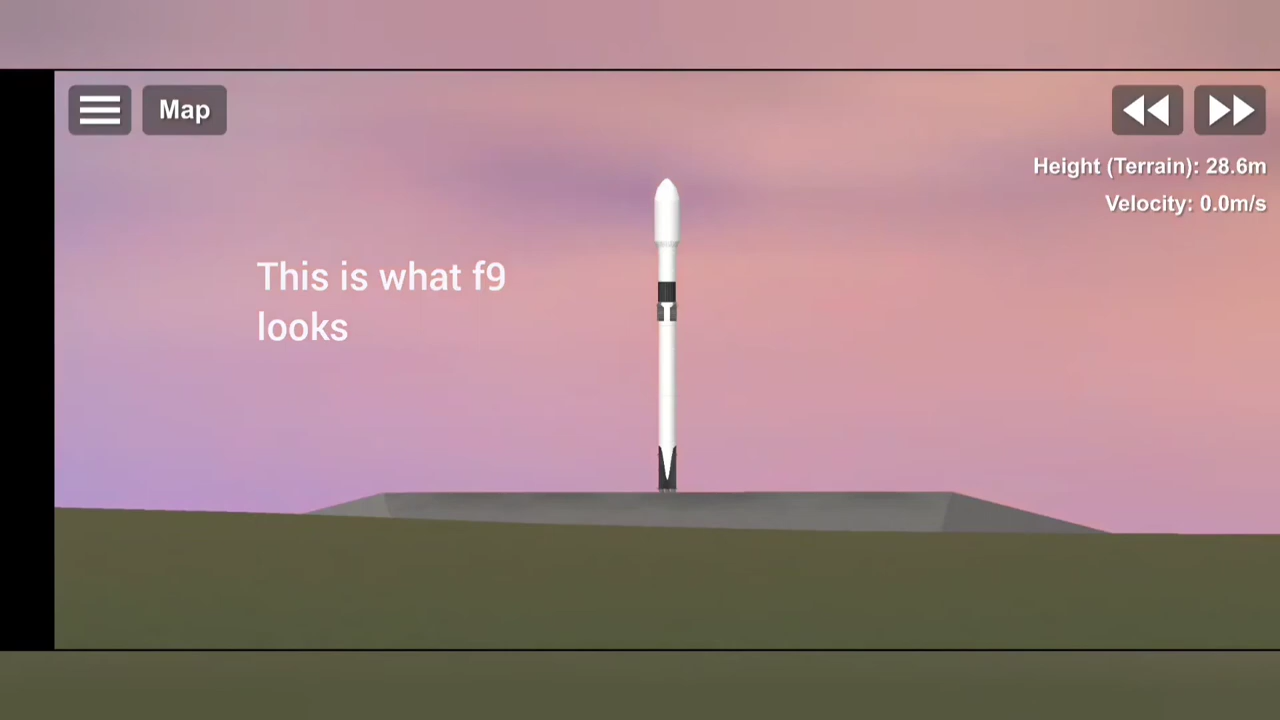 Map
Height (Terrain): 28.6m
Velocity: 0.0m/s
This is what f9
looks